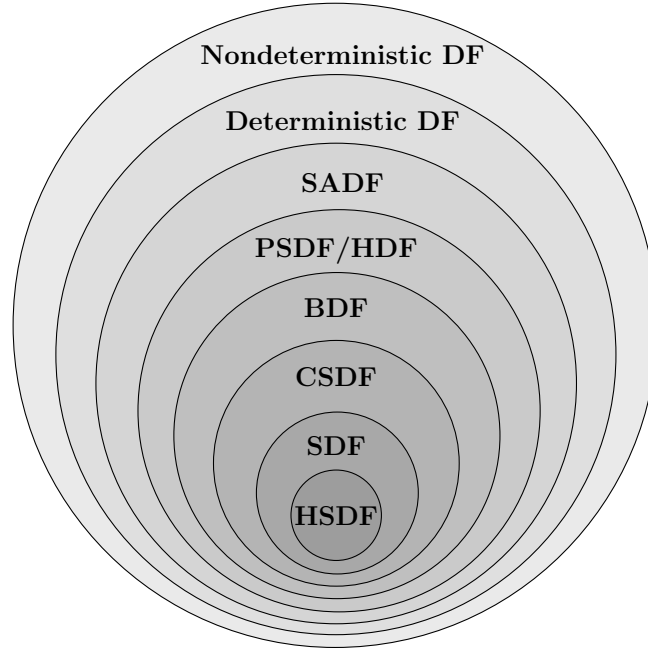 Nondeterministic DF
Deterministic DF
SADF
PSDF/HDF
BDF
CSDF
SDF
HSDF